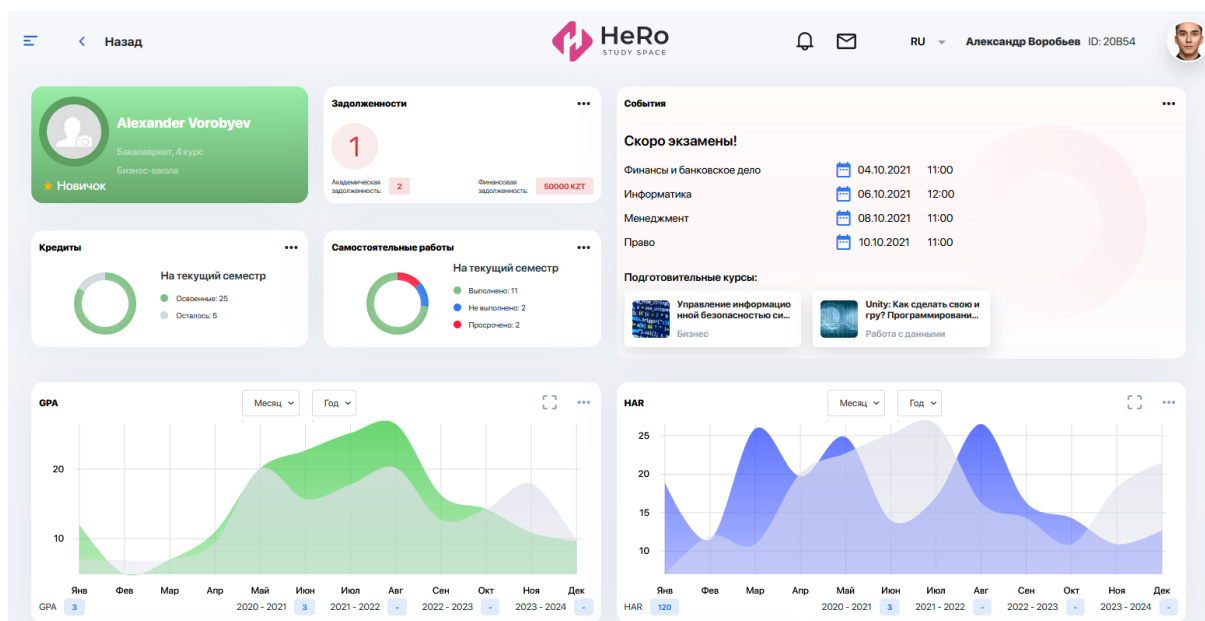 Назад
HeRo
STUDY SPACE
RU
Александр Воробьев ID: 20B54
Alexander Vorobyev
Бакалавриат, 4 курс
Бизнес-школа
Новичок
Задолженности
1
Академическая задолженность: 2
Финансовая задолженность: 50000 KZT
События
Скоро экзамены!
Финансы и банковское дело 04.10.2021 11:00
Информатика 06.10.2021 12:00
Менеджмент 08.10.2021 11:00
Право 10.10.2021 11:00
Подготовительные курсы:
Управление информацио
нной безопасностью си...
Бизнес
Unity: Как сделать свою и
гру? Программировани...
Работа с данными
Кредиты
На текущий семестр
Освоенные: 25
Осталось: 5
Самостоятельные работы
На текущий семестр
Выполнено: 11
Не выполнено: 2
Просрочено: 2
GPA
Месяц Год
20
10
Янв Фев Мар Апр Май Июн Июл Авг Сен Окт Ноя Дек
GPA 3 2020 - 2021 3 2021 - 2022 - 2022 - 2023 - 2023 - 2024 -
HAR
Месяц Год
25
20
15
10
Янв Фев Мар Апр Май Июн Июл Авг Сен Окт Ноя Дек
HAR 120 2020 - 2021 3 2021 - 2022 - 2022 - 2023 - 2023 - 2024 -